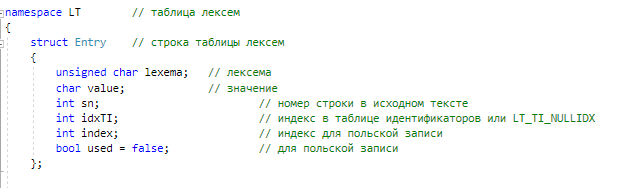 namespace LT // таблица лексем
{
struct Entry // строка таблицы лексем
{
unsigned char lexema; // лексема
char value; // значение
int sn; // номер строки в исходном тексте
int idxTI; // индекс в таблице идентификаторов или LT_TI_NULLIDX
int index; // индекс для польской записи
bool used = false; // для польской записи
};